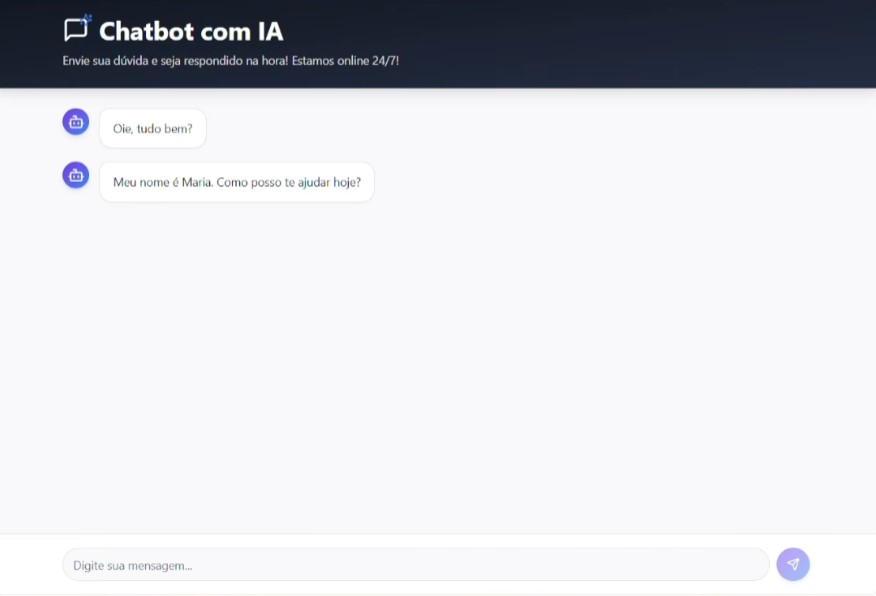 Chatbot com IA
Envie sua dúvida e seja respondido na hora! Estamos online 24/7!
Oie, tudo bem?
Meu nome é Maria. Como posso te ajudar hoje?
Digite sua mensagem...